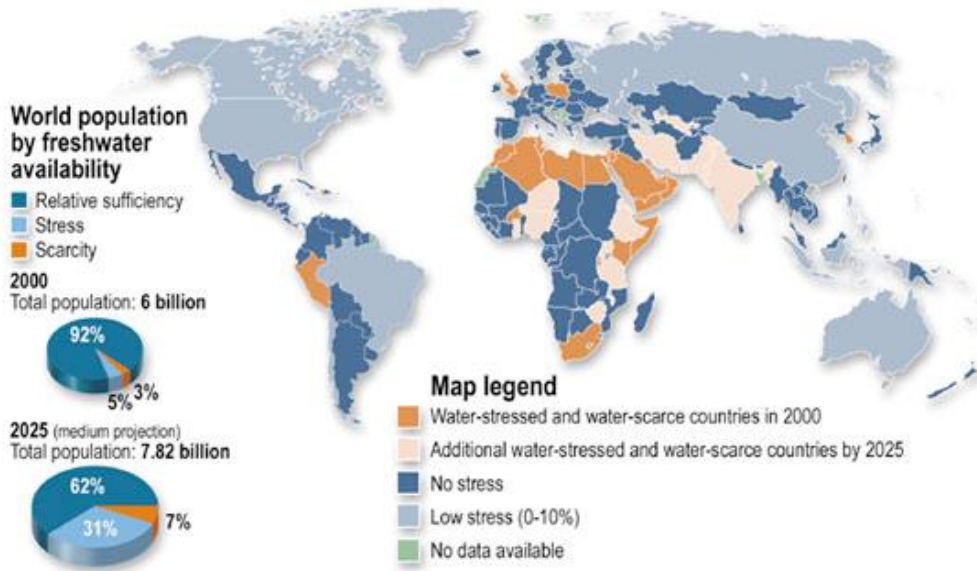 World population
by freshwater
availability
Relative sufficiency
Stress
Scarcity
2000
Total population: 6 billion
92%
3%
5%
2025 (medium projection)
Total population: 7.82 billion
62%
7%
31%
Map legend
Water-stressed and water-scarce countries in 2000
Additional water-stressed and water-scarce countries by 2025
No stress
Low stress (0-10%)
No data available